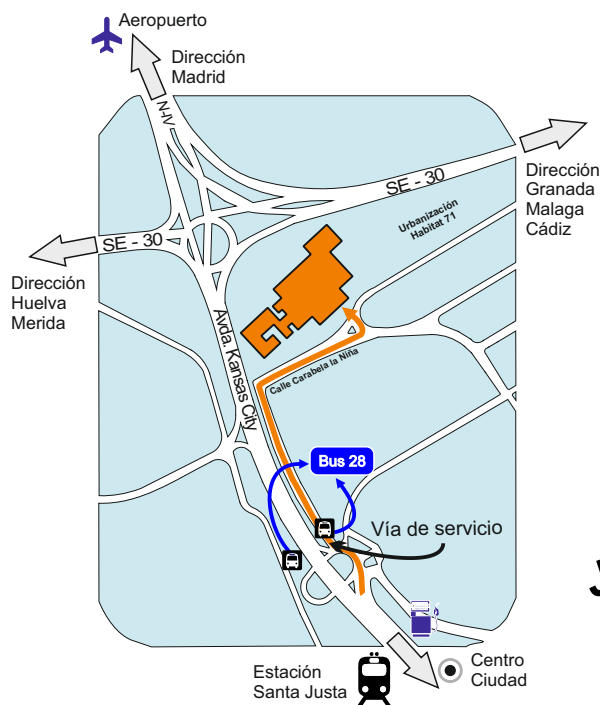 Aeropuerto
Dirección
Madrid
N-IV
SE - 30
Dirección
Granada
Malaga
Cádiz
Urbanización
Habitat 71
SE - 30
Dirección
Huelva
Merida
Avda. Kansas City
Calle Carabela la Niña
Bus 28
Vía de servicio
J
Estación
Santa Justa
Centro
Ciudad